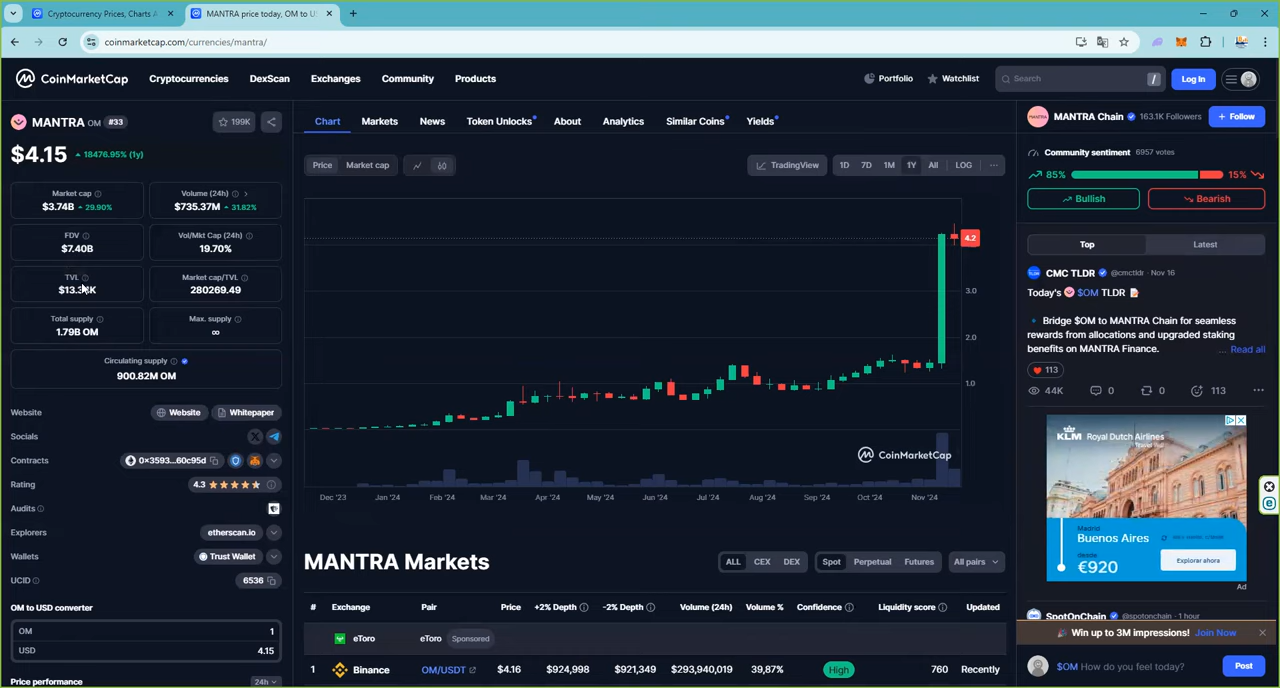 Cryptocurrency Prices, Charts A
MANTRA price today, OM to U
coinmarketcap.com/currencies/mantra/
CoinMarketCap
Cryptocurrencies
DexScan
Exchanges
Community
Products
Portfolio
Watchlist
Search
/
Log In
MANTRA OM #33
199K
$4.15
18476.95% (1y)
Market cap
$3.74B 29.90%
Volume (24h)
$735.37M 31.82%
FDV
$7.40B
Vol/Mkt Cap (24h)
19.70%
TVL
Market cap/TVL
280269.49
Total supply
1.79B OM
Max. supply
∞
Circulating supply
900.82M OM
Website
Website
Whitepaper
Socials
Contracts
0x3593...60c95d
Rating
4.3
Audits
Explorers
etherscan.io
Wallets
Trust Wallet
UCID
6536
OM to USD converter
OM 1
USD 4.15
Price performance
24h
Chart
Markets
News
Token Unlocks
About
Analytics
Similar Coins
Yields
Price
Market cap
TradingView
1D
7D
1M
1Y
All
LOG
4.2
3.0
2.0
1.0
CoinMarketCap
Dec '23
Jan '24
Feb '24
Mar '24
Apr '24
May '24
Jun '24
Jul '24
Aug '24
Sep '24
Oct '24
Nov '24
MANTRA Markets
ALL
CEX
DEX
Spot
Perpetual
Futures
All pairs
# Exchange Pair Price +2% Depth -2% Depth Volume (24h) Volume % Confidence Liquidity score Updated
eToro eToro Sponsored
1 Binance OM/USDT $4.16 $924,998 $921,349 $293,940,019 39,87% High 760 Recently
MANTRA Chain 163.1K Followers
+ Follow
Community sentiment 6957 votes
85%
15%
Bullish
Bearish
Top
Latest
CMC TLDR @cmctldr · Nov 16
Today's $OM TLDR
Bridge $OM to MANTRA Chain for seamless
rewards from allocations and upgraded staking
benefits on MANTRA Finance. ... Read all
113
44K
0
0
113
KLM Royal Dutch Airlines
Madrid
Buenos Aires
desde
€920
Explorar ahora
Ad
SpotOnChain @spotonchain · 1 hour
Win up to 3M impressions! Join Now
$OM How do you feel today?
Post